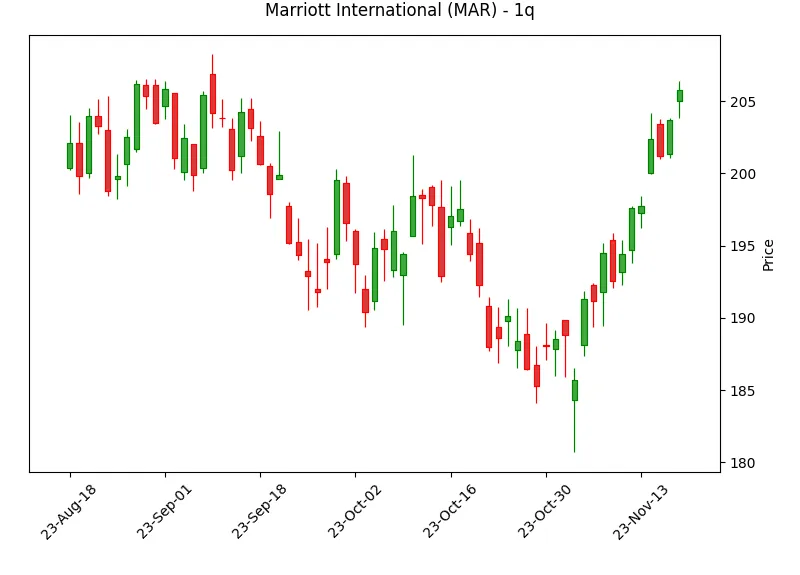 Marriott International (MAR) - 1q
205
200
195
190
185
180
Price
23-Aug-18
23-Sep-01
23-Sep-18
23-Oct-02
23-Oct-16
23-Oct-30
23-Nov-13